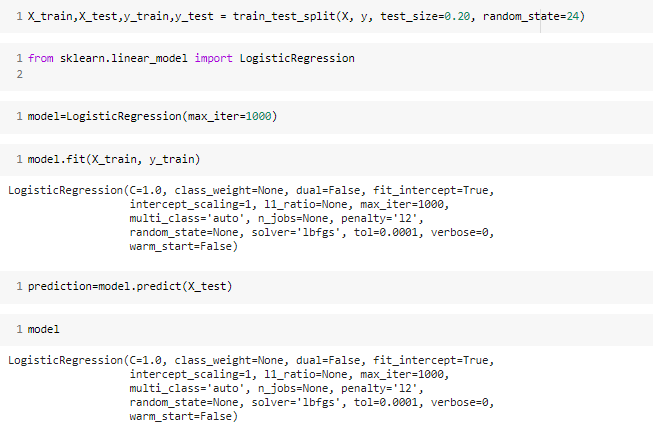 1 X_train,X_test,y_train,y_test = train_test_split(X, y, test_size=0.20, random_state=24)
1 from sklearn.linear_model import LogisticRegression
2
1 model=LogisticRegression(max_iter=1000)
1 model.fit(X_train, y_train)
LogisticRegression(C=1.0, class_weight=None, dual=False, fit_intercept=True,
intercept_scaling=1, l1_ratio=None, max_iter=1000,
multi_class='auto', n_jobs=None, penalty='l2',
random_state=None, solver='lbfgs', tol=0.0001, verbose=0,
warm_start=False)
1 prediction=model.predict(X_test)
1 model
LogisticRegression(C=1.0, class_weight=None, dual=False, fit_intercept=True,
intercept_scaling=1, l1_ratio=None, max_iter=1000,
multi_class='auto', n_jobs=None, penalty='l2',
random_state=None, solver='lbfgs', tol=0.0001, verbose=0,
warm_start=False)